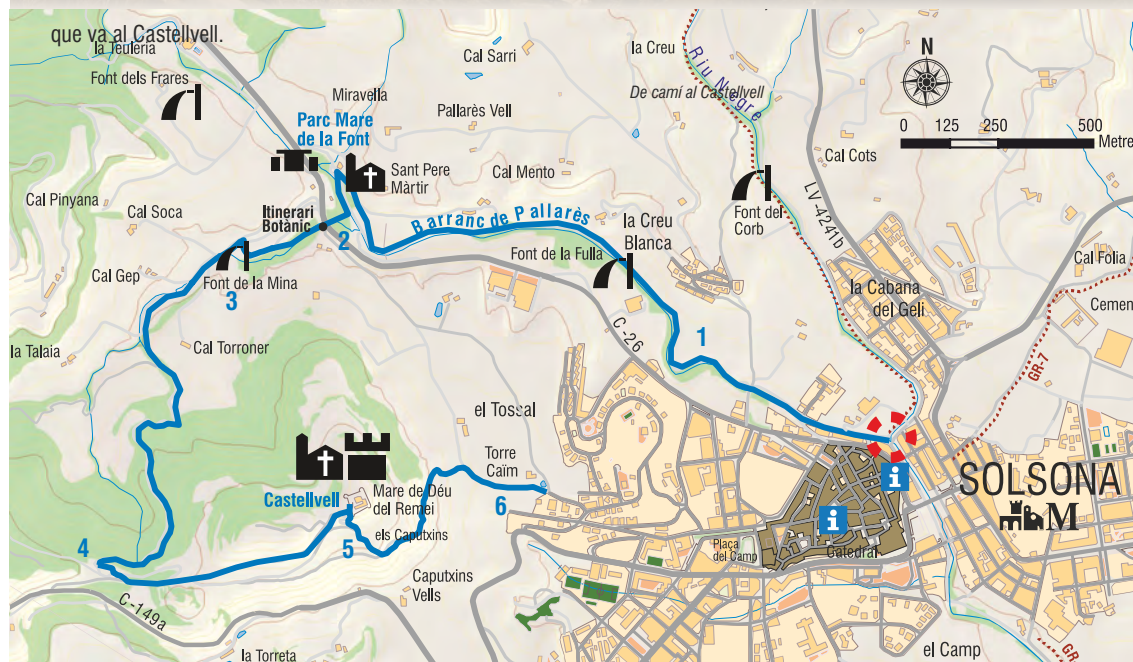 que va al Castellvell.
la Teuleria
Font dels Frares
Miravella
Parc Mare
de la Font
Cal Sarri
Pallarès Vell
la Creu
Riu Negre
De camí al Castellvell
N
0 125 250 500
Metre
Cal Cots
LV-4241b
Sant Pere
Màrtir
Cal Mento
Cal Pinyana
Cal Soca
Itinerari
Botànic
2
Barranc de Pallarès
la Creu
Blanca
Font del
Corb
Font de la Fulla
Cal Gep
Font de la Mina
3
Cal Folia
la Cabana
del Geli
Cemen
la Talaia
Cal Torroner
C-26
1
GR-7
el Tossal
Torre
Caïm
6
Castellvell
Mare de Déu
del Remei
els Caputxins
5
4
i
SOLSONA
M
i
Plaça
del Camp
Catedral
Caputxins
Vells
C-149a
la Torreta
el Camp
GR